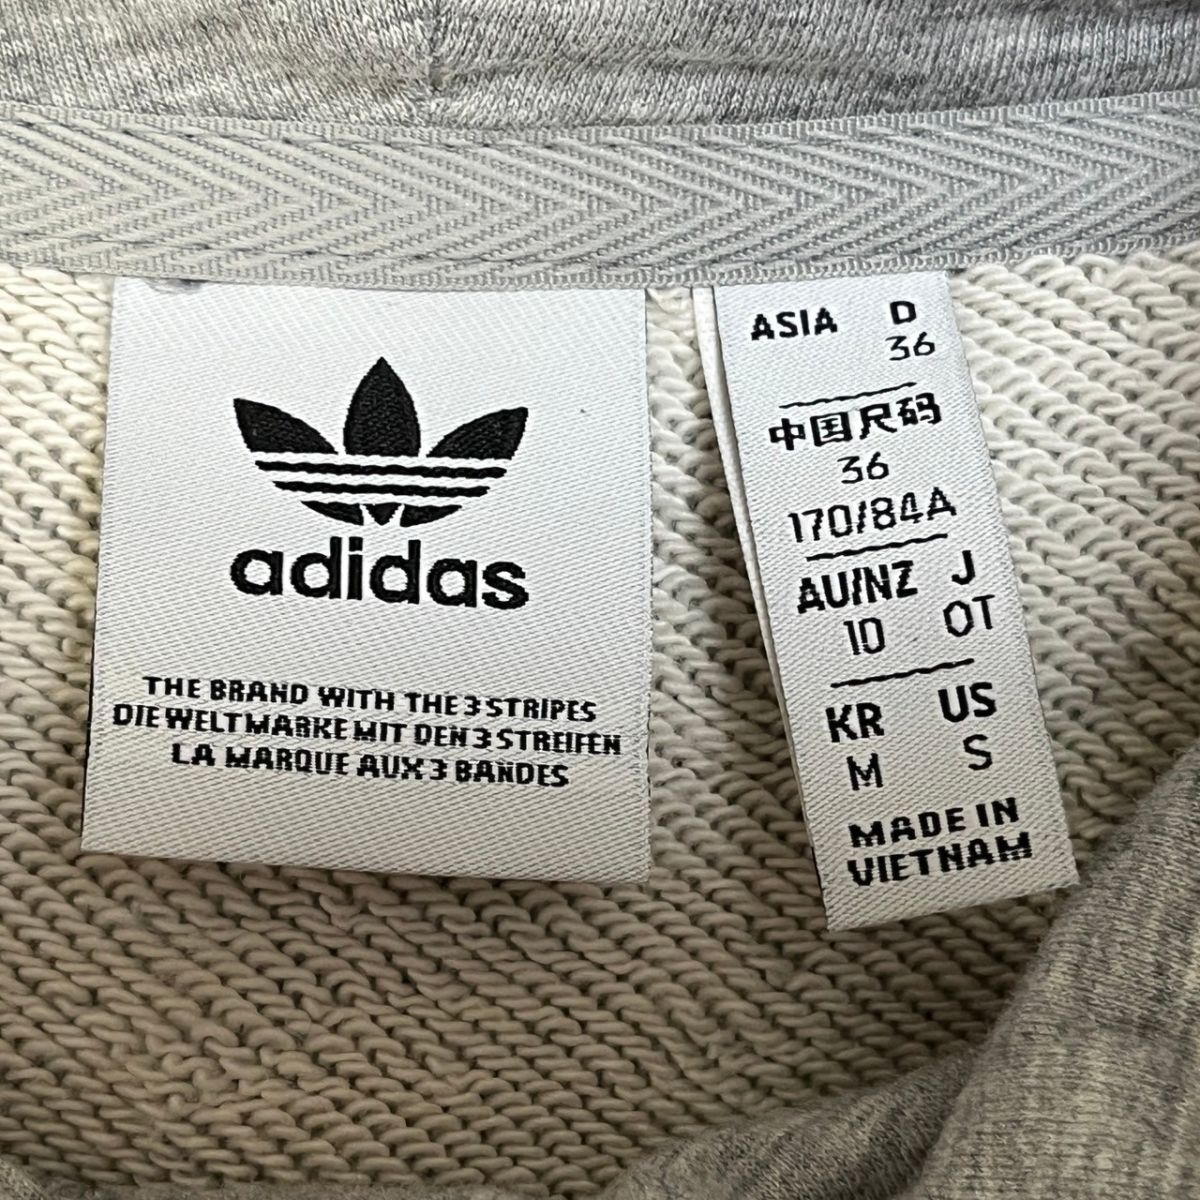 adidas
THE BRAND WITH THE 3 STRIPES
DIE WELTMARKE MIT DEN 3 STREIFEN
LA MARQUE AUX 3 BANDES
ASIA D
36
中国尺码
36
170/84A
AU/NZ J
10 OT
KR US
M S
MADE IN
VIETNAM